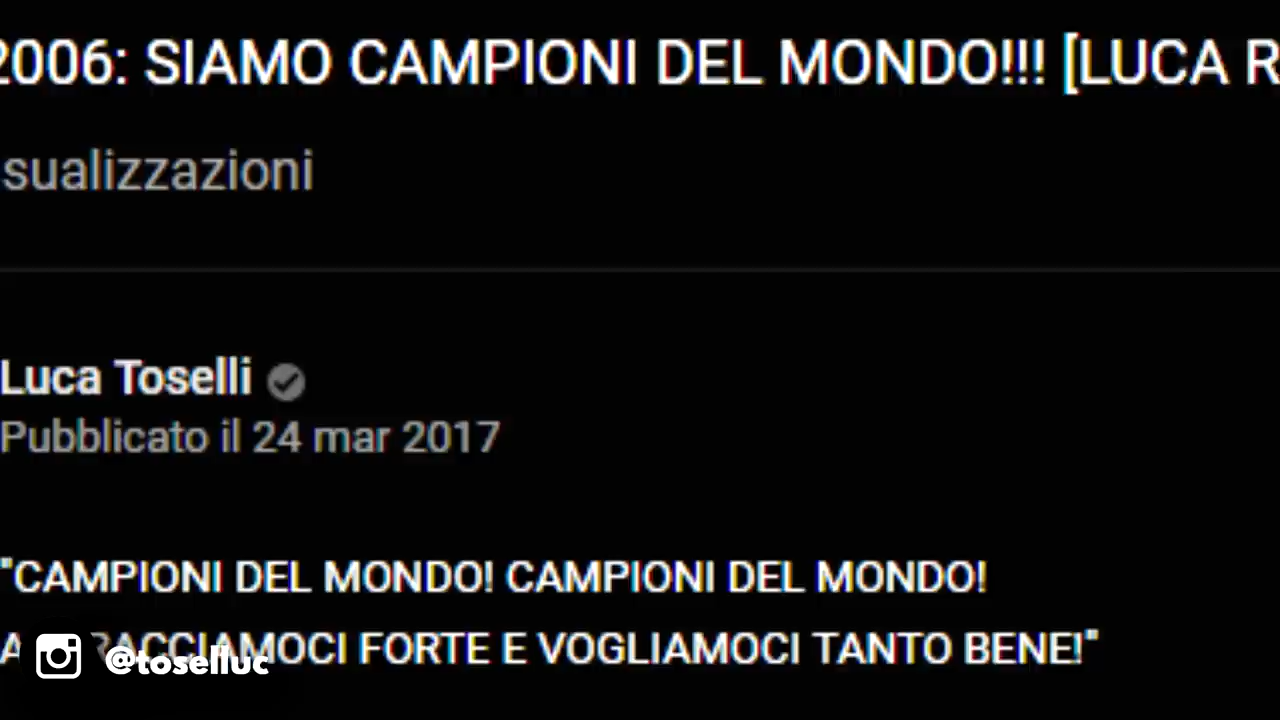 2006: SIAMO CAMPIONI DEL MONDO!!! [LUCA R
sualizzazioni
Luca Toselli
Pubblicato il 24 mar 2017
"CAMPIONI DEL MONDO! CAMPIONI DEL MONDO!
FORTE E VOGLIAMOCI TANTO BENE!"
@toselluc